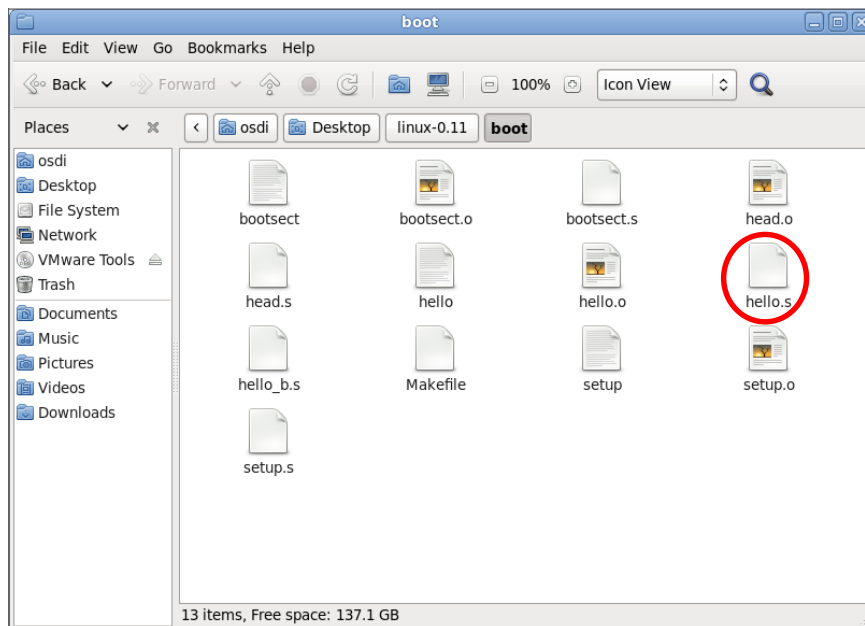 boot
File Edit View Go Bookmarks Help
Back Forward 100% Icon View
Places osdi Desktop linux-0.11 boot
osdi
Desktop
File System
Network
VMware Tools
Trash
Documents
Music
Pictures
Videos
Downloads
bootsect bootsect.o bootsect.s head.o
head.s hello hello.o hello.s
hello_b.s Makefile setup setup.o
setup.s
13 items, Free space: 137.1 GB